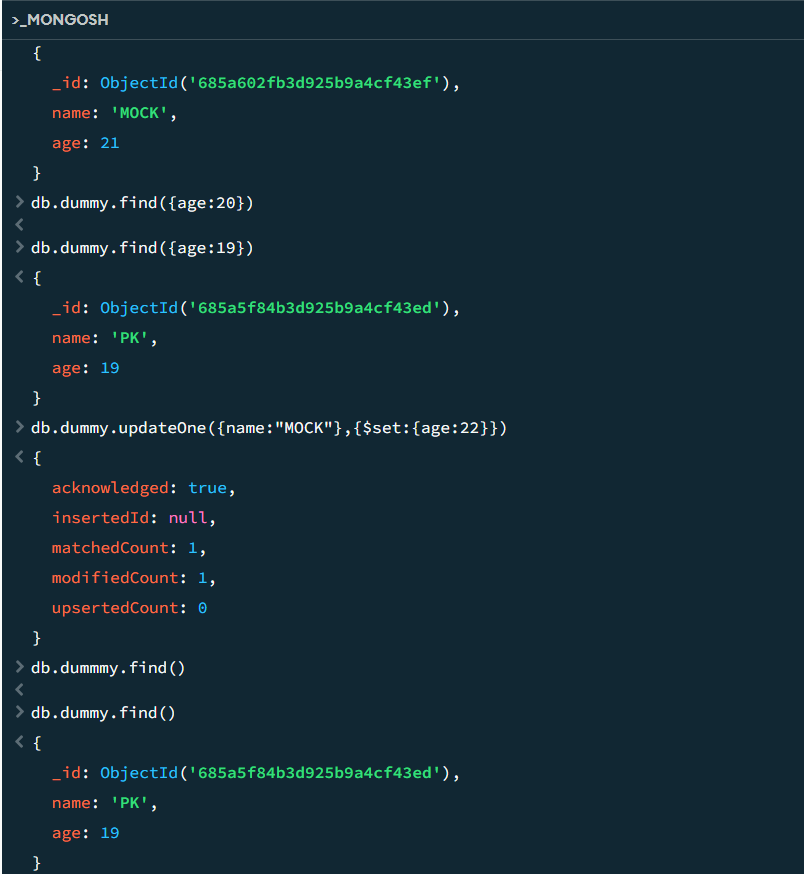 >_MONGOSH
{
_id: ObjectId('685a602fb3d925b9a4cf43ef'),
name: 'MOCK',
age: 21
}
> db.dummy.find({age:20})
<
> db.dummy.find({age:19})
< {
_id: ObjectId('685a5f84b3d925b9a4cf43ed'),
name: 'PK',
age: 19
}
> db.dummy.updateOne({name:"MOCK"},{$set:{age:22}})
< {
acknowledged: true,
insertedId: null,
matchedCount: 1,
modifiedCount: 1,
upsertedCount: 0
}
> db.dummmy.find()
<
> db.dummy.find()
< {
_id: ObjectId('685a5f84b3d925b9a4cf43ed'),
name: 'PK',
age: 19
}